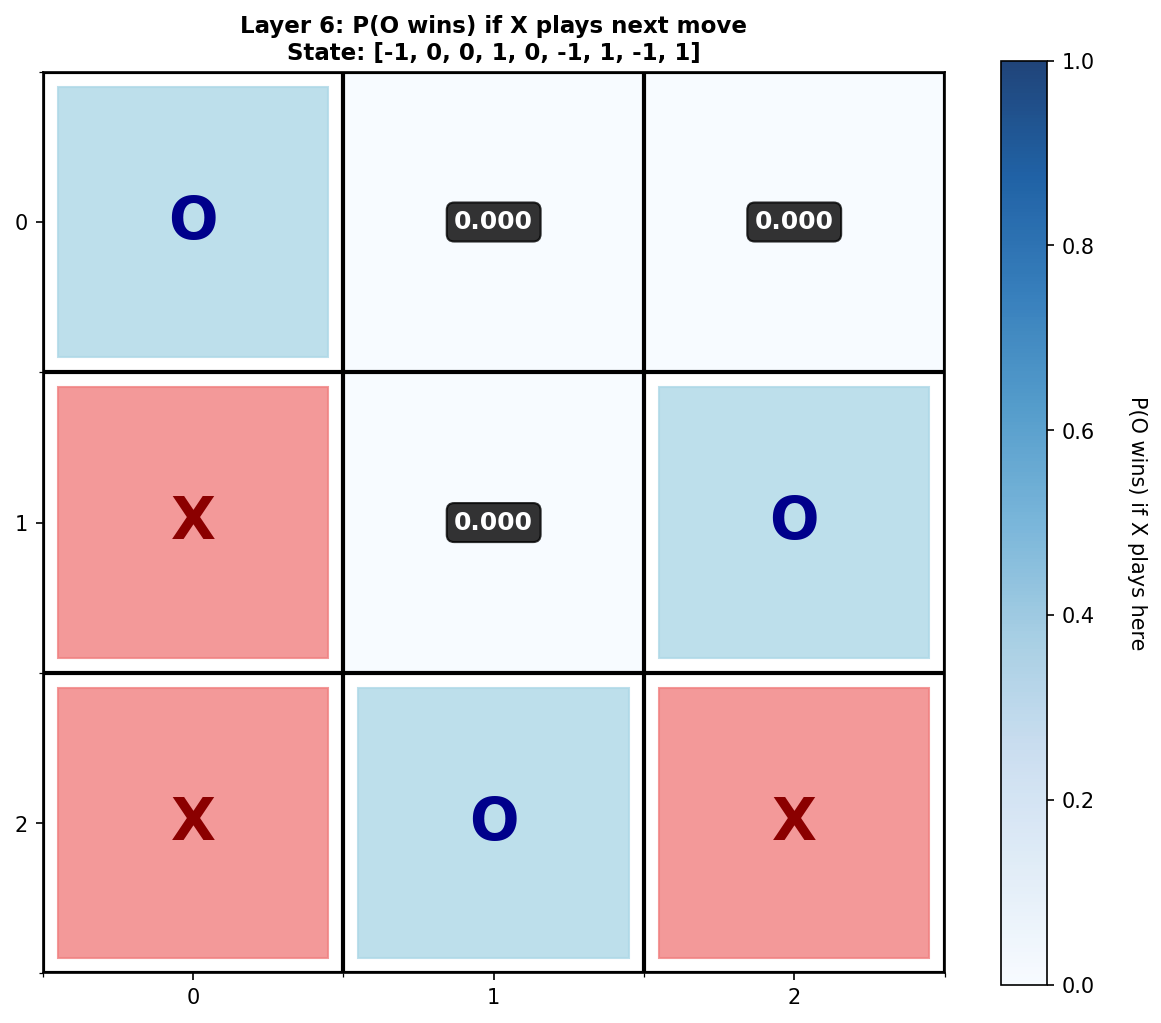 Layer 6: P(O wins) if X plays next move
State: [-1, 0, 0, 1, 0, -1, 1, -1, 1]
0
O
0.000
0.000
1
X
0.000
O
2
X
O
X
0
1
2
1.0
0.8
0.6
0.4
0.2
0.0
P(O wins) if X plays here